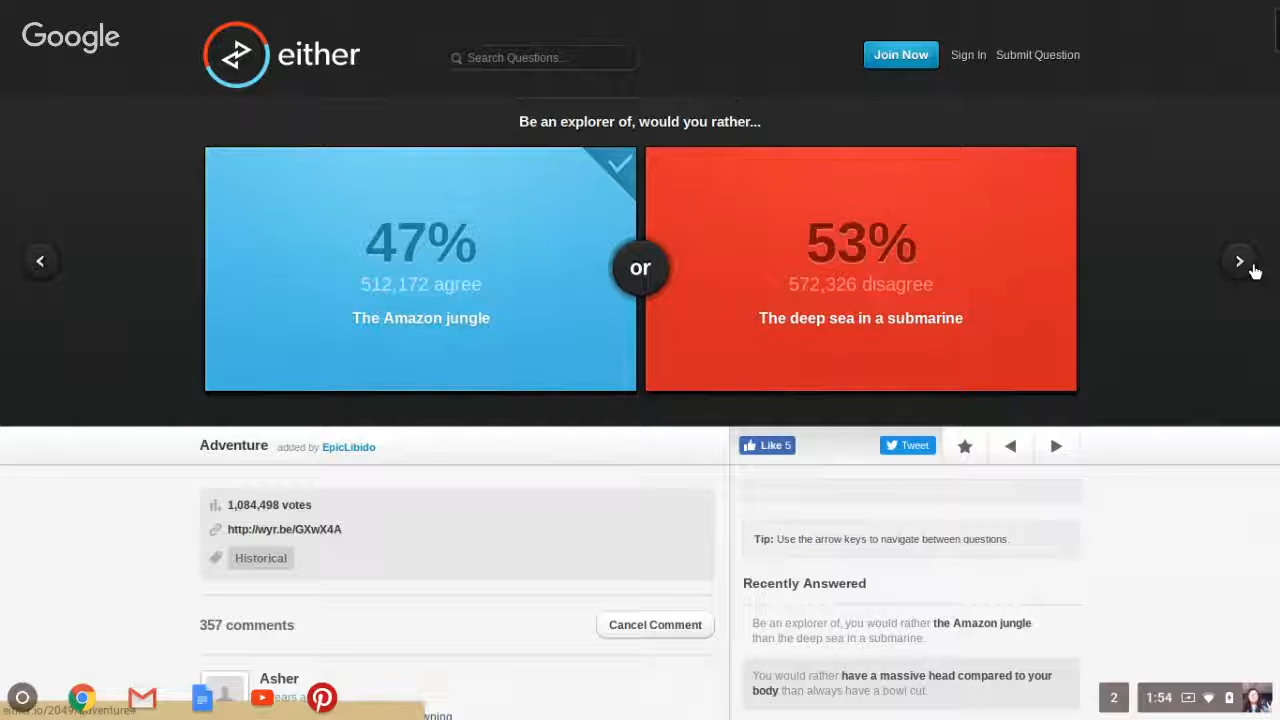 Google
either
Search Questions...
Join Now
Sign In
Submit Question
Be an explorer of, would you rather...
47%
512,172 agree
The Amazon jungle
or
53%
572,326 disagree
The deep sea in a submarine
Adventure added by EpicLibido
Like 5
Tweet
1,084,498 votes
http://wyr.be/GXwX4A
Historical
357 comments
Cancel Comment
Tip: Use the arrow keys to navigate between questions.
Recently Answered
Be an explorer of, you would rather the Amazon jungle
than the deep sea in a submarine.
You would rather have a massive head compared to your
body than always have a bowl cut.
Asher
2
1:54